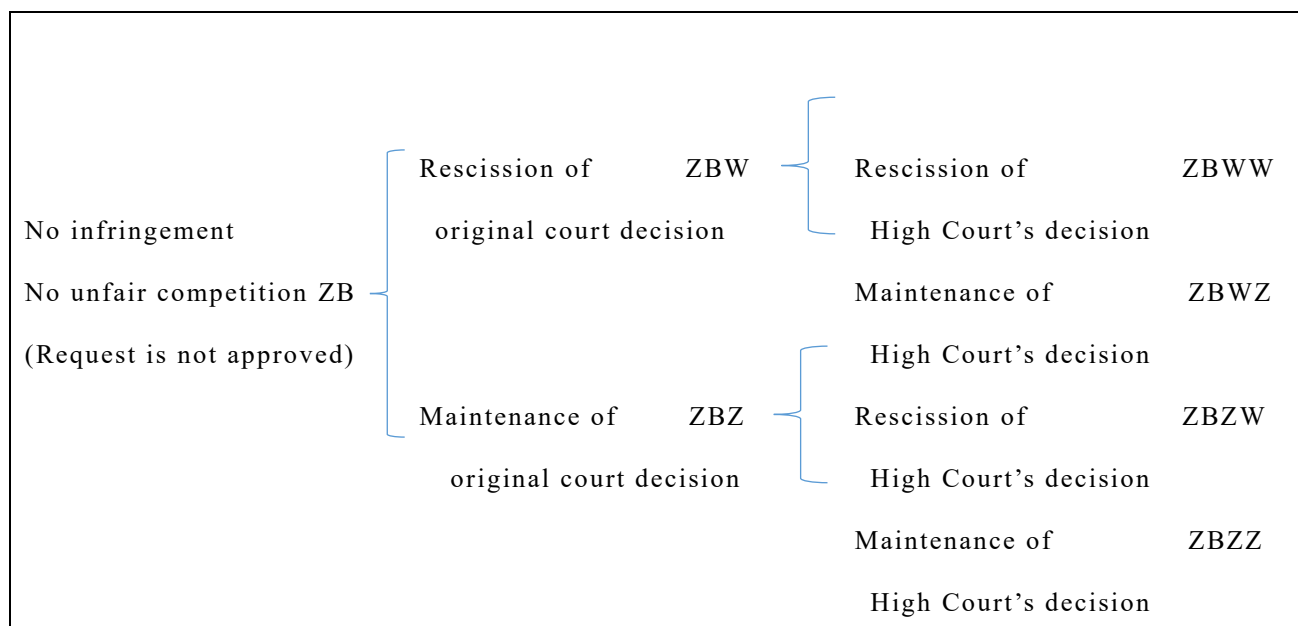 Rescission of ZBW Rescission of ZBWW
No infringement original court decision High Court's decision
No unfair competition ZB Maintenance of ZBWZ
(Request is not approved) High Court's decision
Maintenance of ZBZ Rescission of ZBZW
original court decision High Court's decision
Maintenance of ZBZZ
High Court's decision